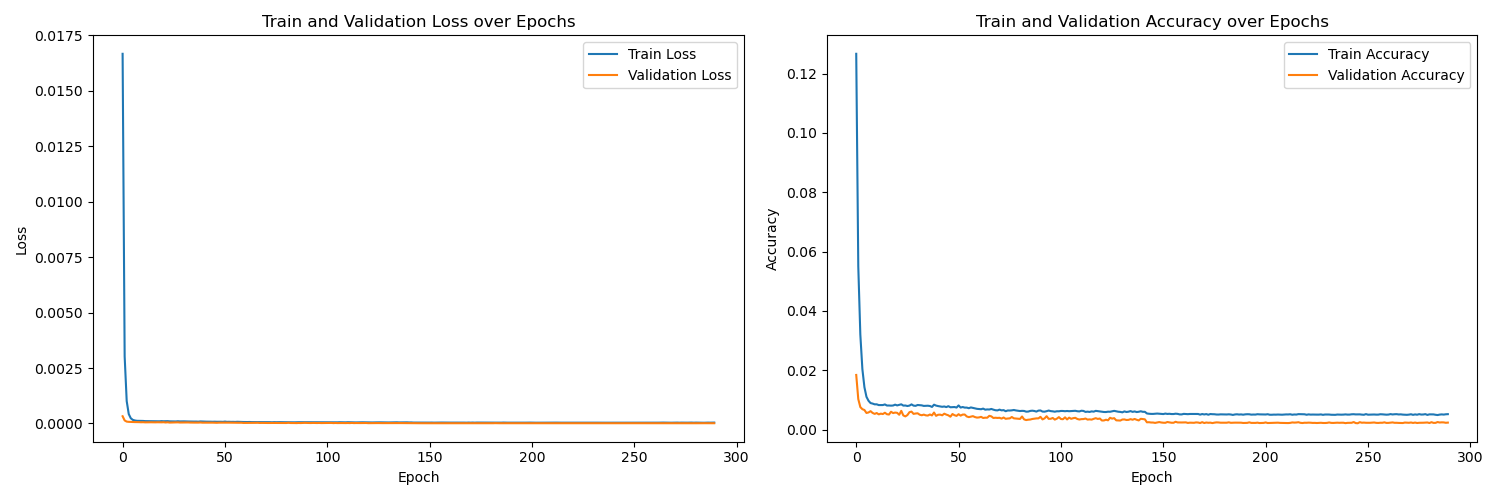 Train and Validation Loss over Epochs
Train Loss
Validation Loss
0.0175
0.0150
0.0125
0.0100
0.0075
0.0050
0.0025
0.0000
Loss
0 50 100 150 200 250 300
Epoch
Train and Validation Accuracy over Epochs
Train Accuracy
Validation Accuracy
0.12
0.10
0.08
0.06
0.04
0.02
0.00
Accuracy
0 50 100 150 200 250 300
Epoch